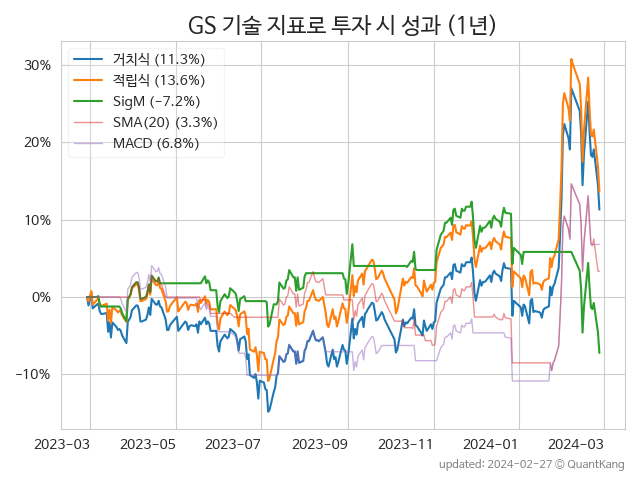 GS 기술 지표로 투자 시 성과 (1년)
거치식 (11.3%)
적립식 (13.6%)
SigM (−7.2%)
SMA(20) (3.3%)
MACD (6.8%)
30%
20%
10%
0%
−10%
2023-03 2023-05 2023-07 2023-09 2023-11 2024-01 2024-03
updated: 2024-02-27 © QuantKang